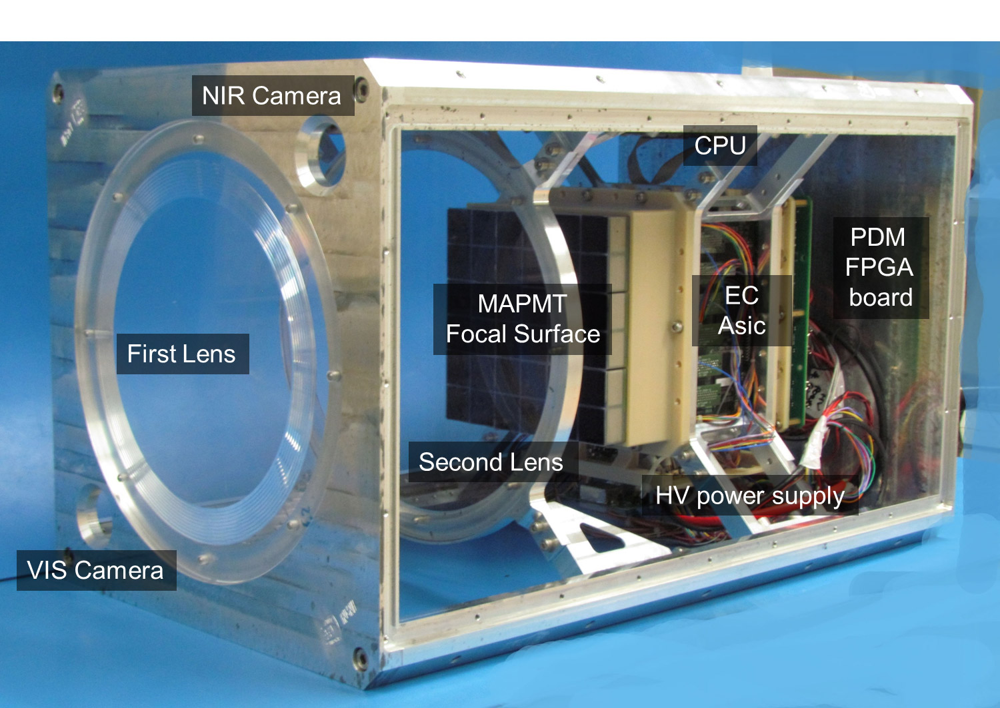 NIR Camera
CPU
PDM
FPGA
board
MAPMT
Focal Surface
EC
Asic
First Lens
Second Lens
HV power supply
VIS Camera